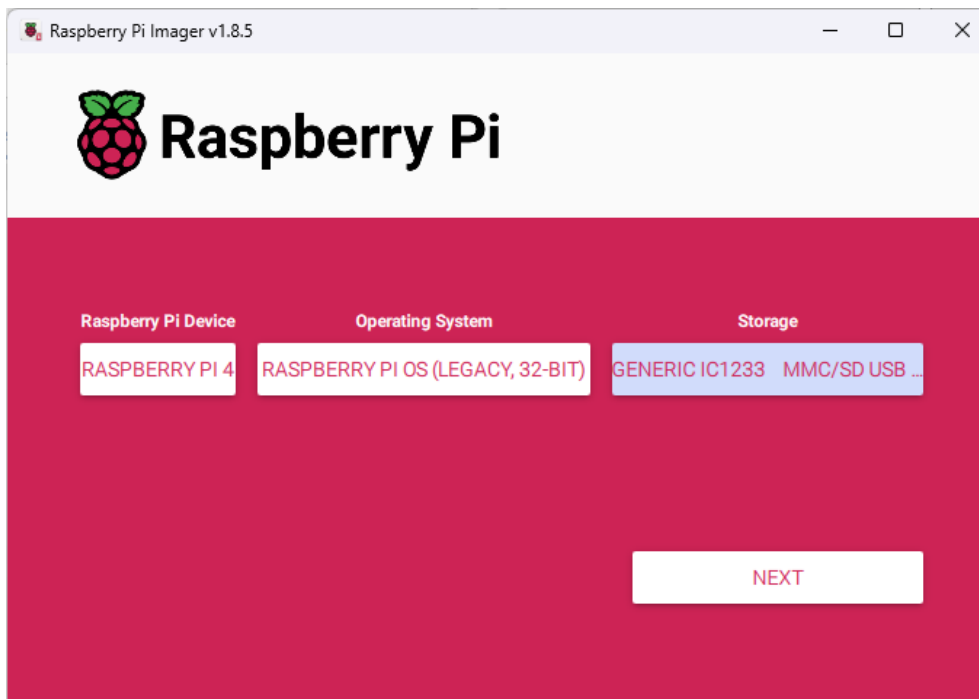 Raspberry Pi Imager v1.8.5
Raspberry Pi
Raspberry Pi Device
Operating System
Storage
RASPBERRY PI 4
RASPBERRY PI OS (LEGACY, 32-BIT)
GENERIC IC1233 MMC/SD USB ...
NEXT